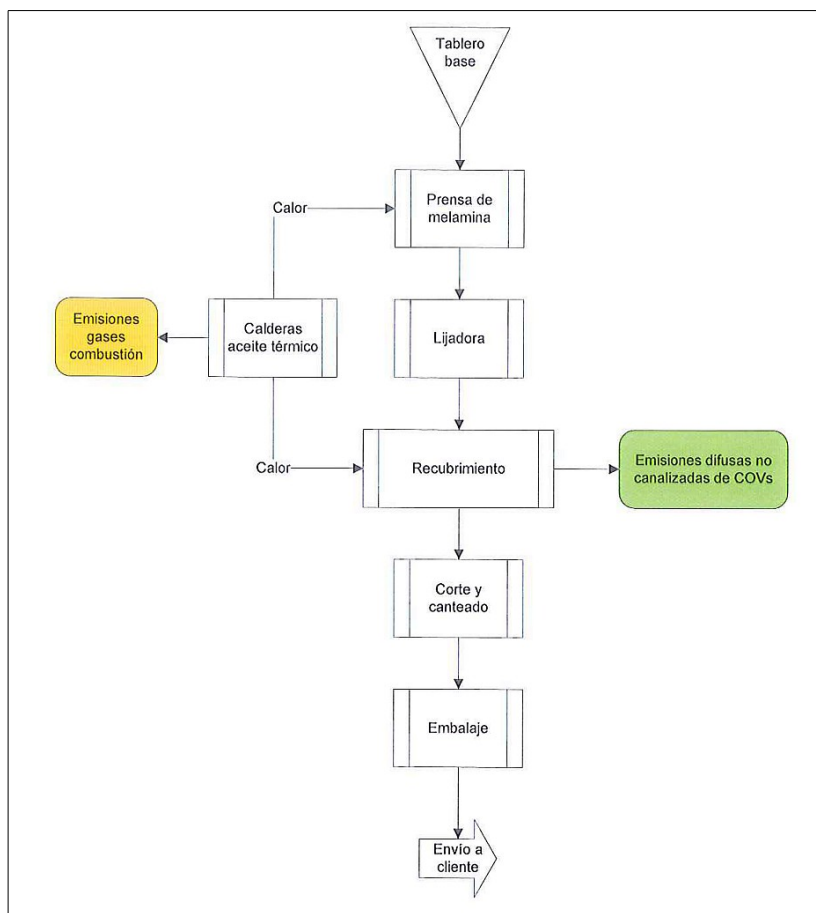 Tablero
base
Calor
Prensa de
melamina
Emisiones
gases
combustión
Calderas
aceite térmico
Lijadora
Calor
Recubrimiento
Emisiones difusas no
canalizadas de COVs
Corte y
canteado
Embalaje
Envío a
cliente